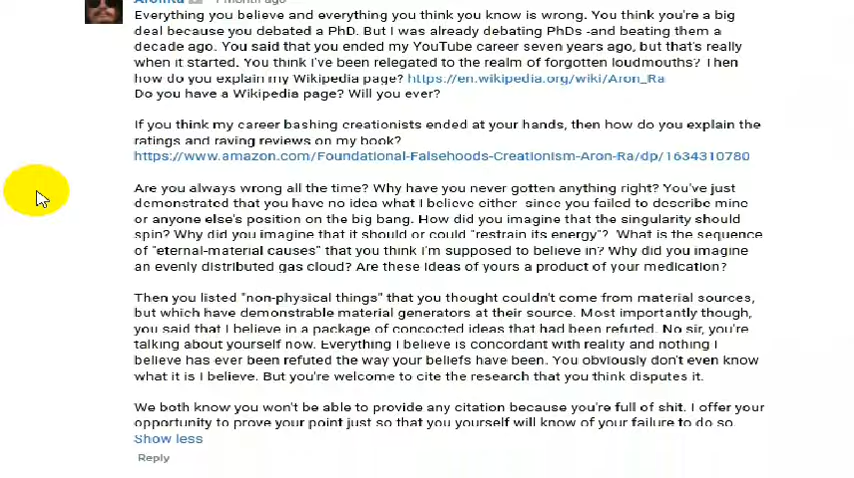 AronRa 1 month ago
Everything you believe and everything you think you know is wrong. You think you're a big
deal because you debated a PhD. But I was already debating PhDs -and beating them a
decade ago. You said that you ended my YouTube career seven years ago, but that's really
when it started. You think I've been relegated to the realm of forgotten loudmouths? Then
how do you explain my Wikipedia page? https://en.wikipedia.org/wiki/Aron_Ra
Do you have a Wikipedia page? Will you ever?
If you think my career bashing creationists ended at your hands, then how do you explain the
ratings and raving reviews on my book?
https://www.amazon.com/Foundational-Falsehoods-Creationism-Aron-Ra/dp/1634310780
Are you always wrong all the time? Why have you never gotten anything right? You've just
demonstrated that you have no idea what I believe either -since you failed to describe mine
or anyone else's position on the big bang. How did you imagine that the singularity should
spin? Why did you imagine that it should or could "restrain its energy"? What is the sequence
of "eternal-material causes" that you think I'm supposed to believe in? Why did you imagine
an evenly distributed gas cloud? Are these ideas of yours a product of your medication?
Then you listed "non-physical things" that you thought couldn't come from material sources,
but which have demonstrable material generators at their source. Most importantly though,
you said that I believe in a package of concocted ideas that had been refuted. No sir, you're
talking about yourself now. Everything I believe is concordant with reality and nothing I
believe has ever been refuted the way your beliefs have been. You obviously don't even know
what it is I believe. But you're welcome to cite the research that you think disputes it.
We both know you won't be able to provide any citation because you're full of shit. I offer your
opportunity to prove your point just so that you yourself will know of your failure to do so.
Show less
Reply